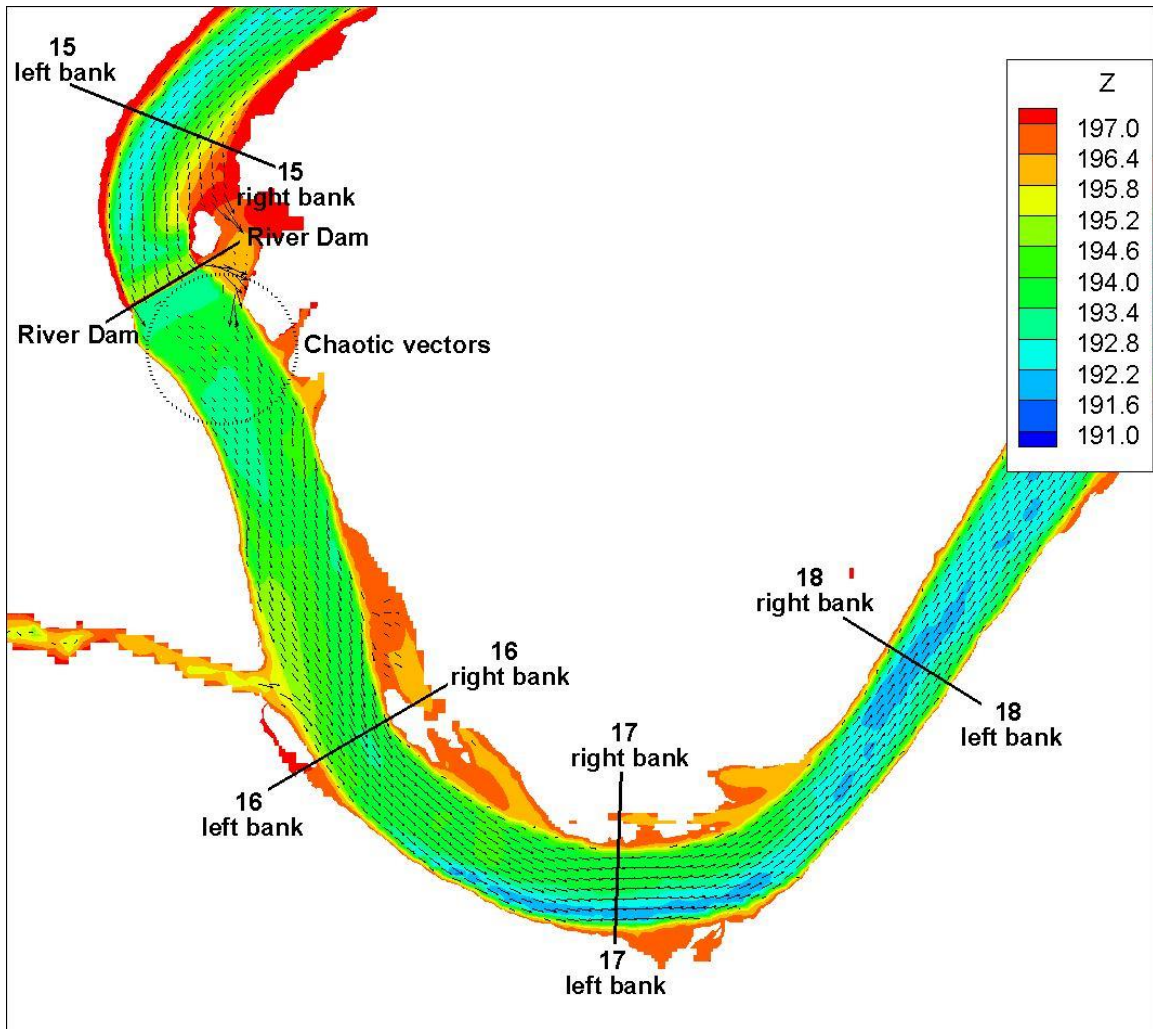 15
left bank
15
right bank
River Dam
River Dam
Chaotic vectors
Z
197.0
196.4
195.8
195.2
194.6
194.0
193.4
192.8
192.2
191.6
191.0
18
right bank
16
right bank
18
left bank
17
right bank
16
left bank
17
left bank